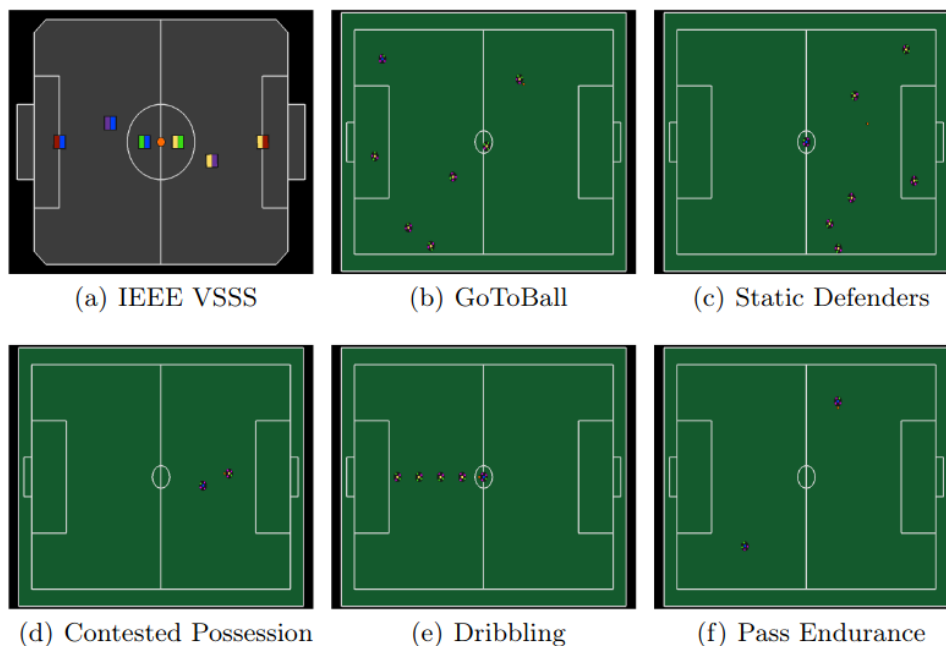 (a) IEEE VSSS
(b) GoToBall
(c) Static Defenders
(d) Contested Possession
(e) Dribbling
(f) Pass Endurance